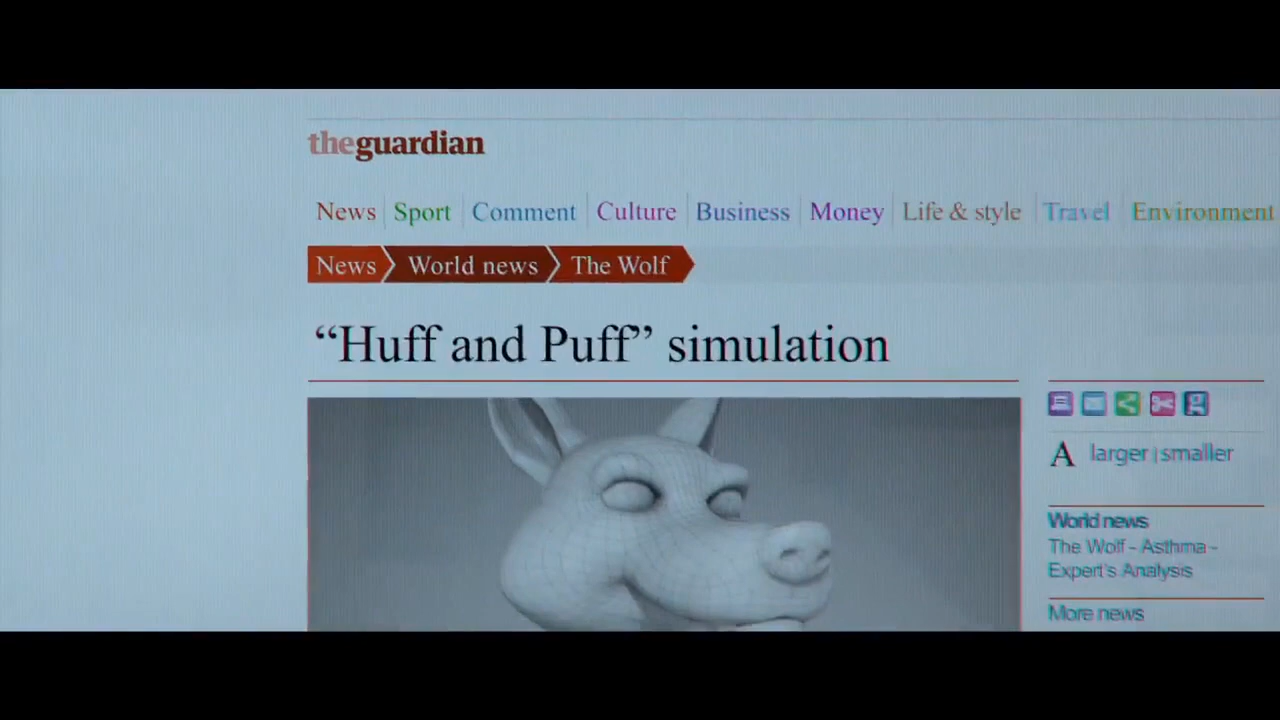 theguardian
News Sport Comment Culture Business Money Life & style Travel Environment
News World news The Wolf
“Huff and Puff” simulation
A larger | smaller
World news
The Wolf - Asthma -
Expert's Analysis
More news